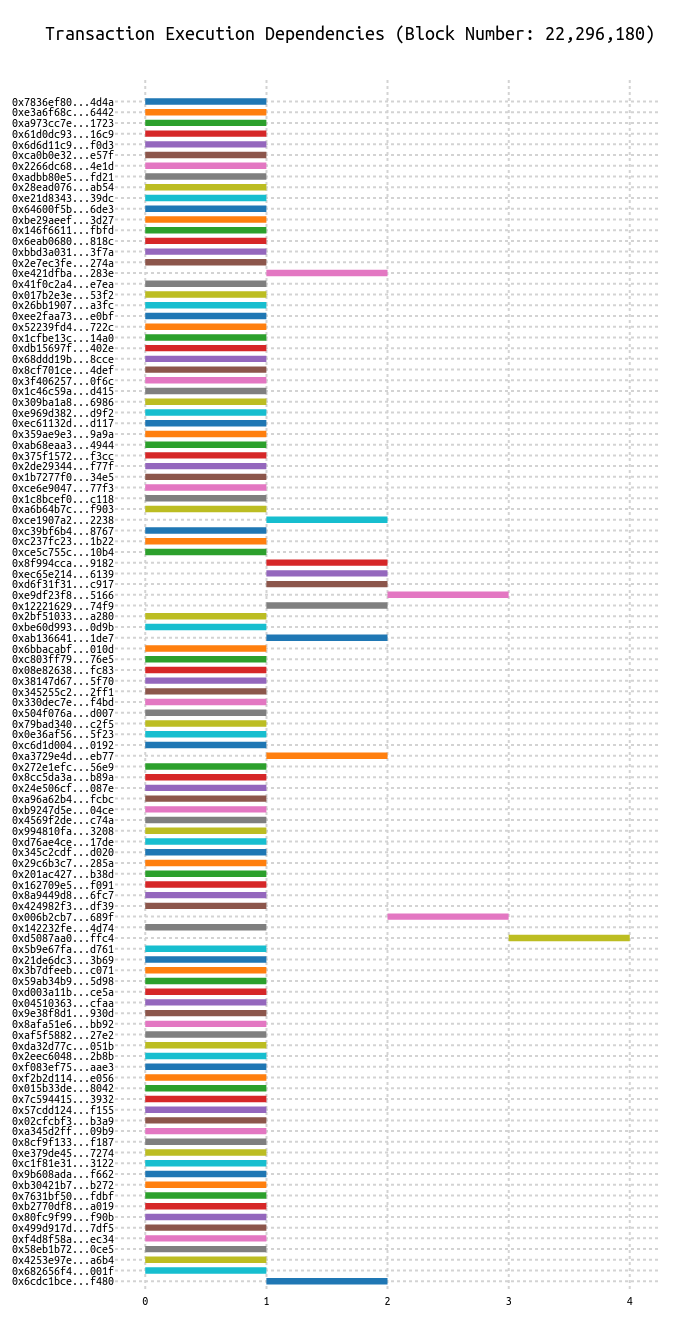 Transaction Execution Dependencies (Block Number: 22,296,180)
0x7836ef80...4d4a
0xe3a6f68c...6442
0xa973cc7e...1723
0x61d0dc93...16c9
0x6d6d11c9...f0d3
0xca0b0e32...e57f
0x2266dc68...4e1d
0xadbb80e5...fd21
0x28ead076...ab54
0xe21d8343...39dc
0x64600f5b...6de3
0xbe29aeef...3d27
0x146f6611...fbfd
0x6eab0680...818c
0xbbd3a031...3f7a
0x2e7ec3fe...274a
0xe421dfba...283e
0x41f0c2a4...e7ea
0x017b2e3e...53f2
0x26bb1907...a3fc
0xee2faa73...e0bf
0x52239fd4...722c
0x1cfbe13c...14a0
0xdb15697f...402e
0x68ddd19b...8cce
0x8cf701ce...4def
0x3f406257...0f6c
0x1c46c59a...d415
0x309ba1a8...6986
0xe969d382...d9f2
0xec61132d...d117
0x359ae9e3...9a9a
0xab68eaa3...4944
0x375f1572...f3cc
0x2de29344...f77f
0x1b7277f0...34e5
0xce6e9047...77f3
0x1c8bcef0...c118
0xa6b64b7c...f903
0xce1907a2...2238
0xc39bf6b4...8767
0xc237fc23...1b22
0xce5c755c...10b4
0x8f994cca...9182
0xec65e214...6139
0xd6f31f31...c917
0xe9df23f8...5166
0x12221629...74f9
0x2bf51033...a280
0xbe60d993...0d9b
0xab136641...1de7
0x6bbacabf...010d
0xc803ff79...76e5
0x08e82638...fc83
0x38147d67...5f70
0x345255c2...2ff1
0x330dec7e...f4bd
0x504f076a...d007
0x79bad340...c2f5
0x0e36af56...5f23
0xc6d1d004...0192
0xa3729e4d...eb77
0x272e1efc...56e9
0x8cc5da3a...b89a
0x24e506cf...087e
0xa96a62b4...fcbc
0xb9247d5e...04ce
0x4569f2de...c74a
0x994810fa...3208
0xd76ae4ce...17de
0x345c2cdf...d020
0x29c6b3c7...285a
0x201ac427...b38d
0x162709e5...f091
0x8a9449d8...6fc7
0x424982f3...df39
0x006b2cb7...689f
0x142232fe...4d74
0xd5087aa0...ffc4
0x5b9e67fa...d761
0x21de6dc3...3b69
0x3b7dfeeb...c071
0x59ab34b9...5d98
0xd003a11b...ce5a
0x04510363...cfaa
0x9e38f8d1...930d
0x8afa51e6...bb92
0xaf5f5882...27e2
0xda32d77c...051b
0x2eec6048...2b8b
0xf083ef75...aae3
0xf2b2d114...e056
0x015b33de...8042
0x7c594415...3932
0x57cdd124...f155
0x02cfcbf3...b3a9
0xa345d2ff...09b9
0x8cf9f133...f187
0xe379de45...7274
0xc1f81e31...3122
0x9b608ada...f662
0xb30421b7...b272
0x7631bf50...fdbf
0xb2770df8...a019
0x80fc9f99...f90b
0x499d917d...7df5
0xf4d8f58a...ec34
0x58eb1b72...0ce5
0x4253e97e...a6b4
0x682656f4...001f
0x6cdc1bce...f480
0 1 2 3 4